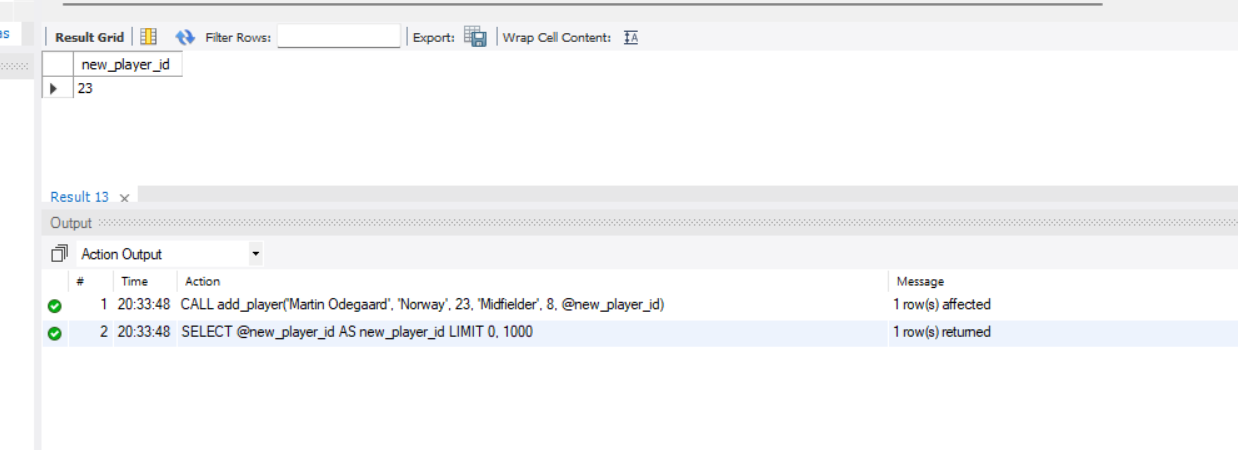 as
Result Grid Filter Rows: Export: Wrap Cell Content: IA
new_player_id
23
Result 13 x
Output
Action Output
# Time Action Message
1 20:33:48 CALL add_player('Martin Odegaard', 'Norway', 23, 'Midfielder', 8, @new_player_id) 1 row(s) affected
2 20:33:48 SELECT @new_player_id AS new_player_id LIMIT 0, 1000 1 row(s) returned